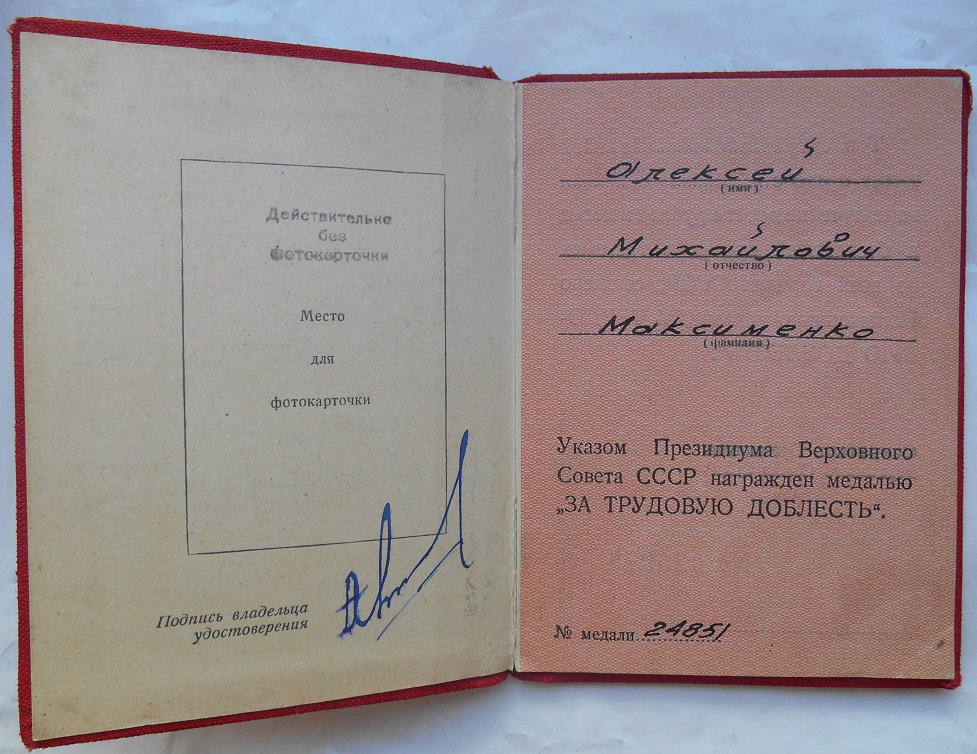 Действительно
без
фотокарточки
Место
для
фотокарточки
Подпись владельца
удостоверения
Алексей
(имя)
Михайлович
(отчество)
Максименко
(фамилия)
Указом Президиума Верховного
Совета СССР награжден медалью
„ЗА ТРУДОВУЮ ДОБЛЕСТЬ“.
№ медали 24851